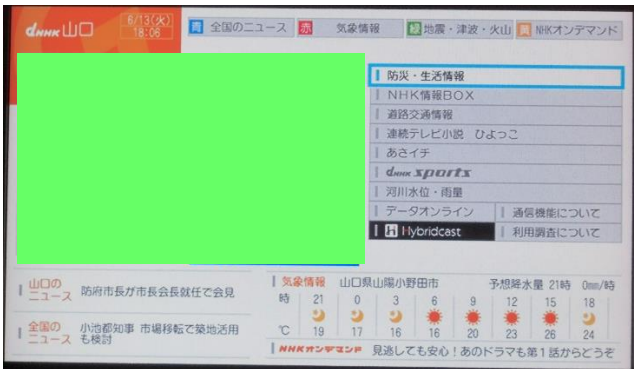 dNHK山口
6/13(火)
18:06
青 全国のニュース
赤 気象情報
緑 地震・津波・火山
黄 NHKオンデマンド
防災・生活情報
NHK情報BOX
道路交通情報
連続テレビ小説 ひよっこ
あさイチ
dNHK sports
河川水位・雨量
データオンライン
通信機能について
H Hybridcast
利用調査について
山口の
ニュース
防府市長が市長会長就任で会見
全国の
ニュース
小池都知事 市場移転で築地活用
も検討
気象情報 山口県山陽小野田市 予想降水量 21時 0mm/時
時 21 0 3 6 9 12 15 18
℃ 19 17 16 16 20 23 26 24
NHKオンデマンド 見逃しても安心！あのドラマも第1話からどうぞ